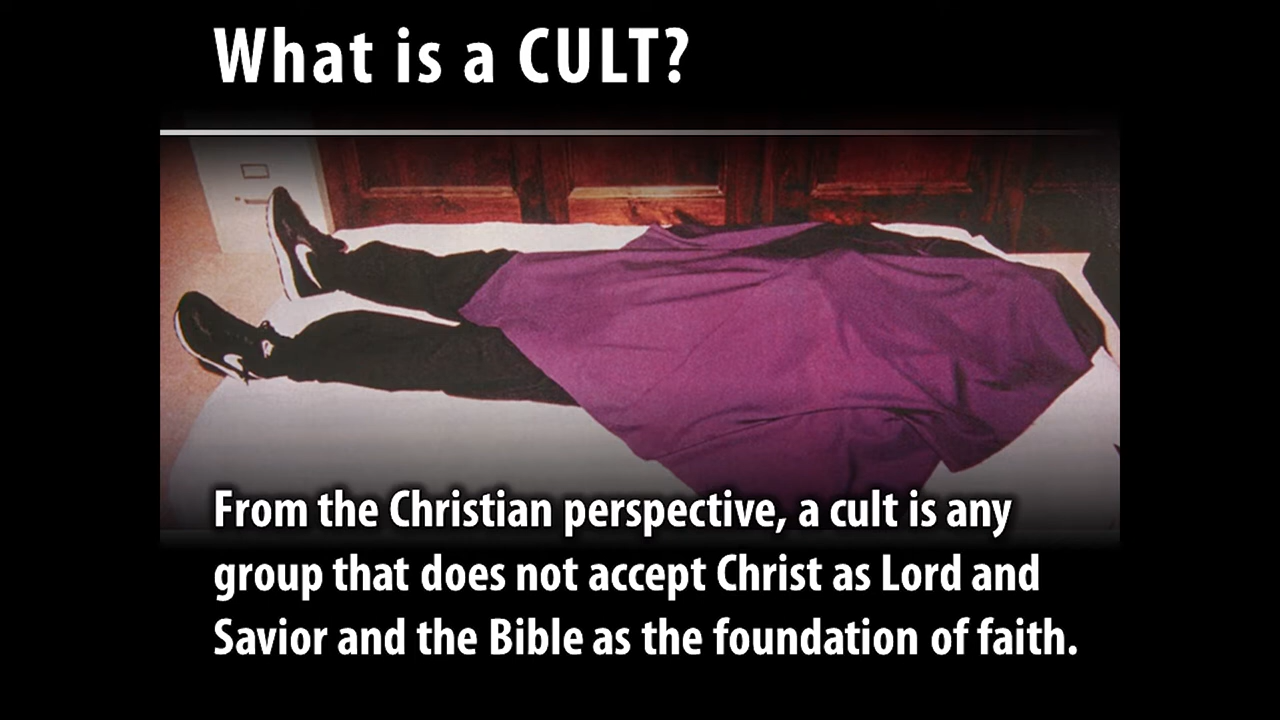 What is a CULT?
From the Christian perspective, a cult is any
group that does not accept Christ as Lord and
Savior and the Bible as the foundation of faith.